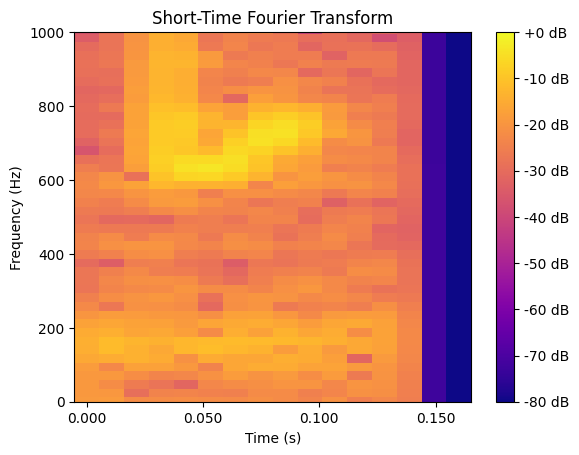 Short-Time Fourier Transform
Frequency (Hz)
1000
800
600
400
200
0
0.000 0.050 0.100 0.150
Time (s)
+0 dB
-10 dB
-20 dB
-30 dB
-40 dB
-50 dB
-60 dB
-70 dB
-80 dB